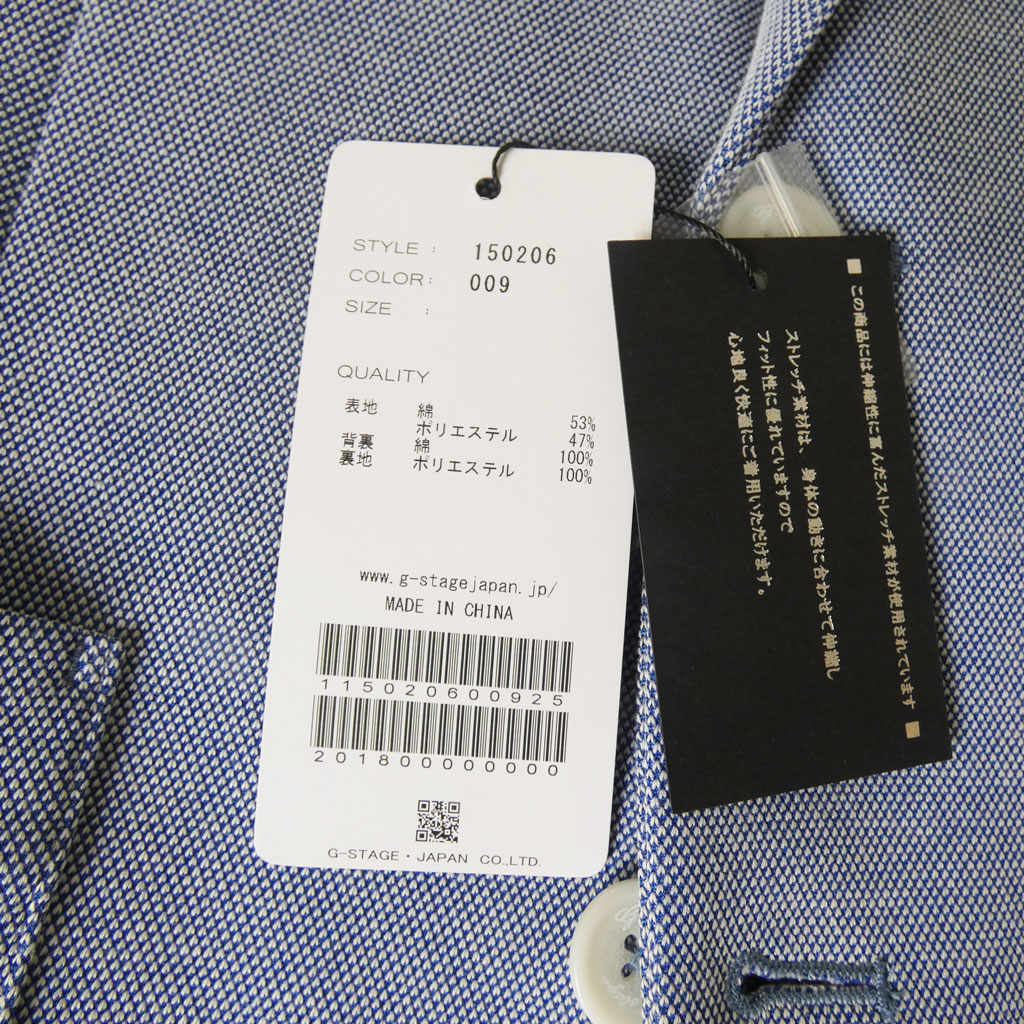 STYLE : 150206
COLOR: 009
SIZE :
QUALITY
表地 綿 53%
ポリエステル 47%
背裏 綿 100%
裏地 ポリエステル 100%
www.g-stagejapan.jp/
MADE IN CHINA
115020600925
201800000000
G-STAGE・JAPAN CO.,LTD.
■ この商品には伸縮性に富んだストレッチ素材が使用されています ■
ストレッチ素材は、身体の動きに合わせて伸縮し
フィット性に優れていますので
心地良く快適にご着用いただけます。